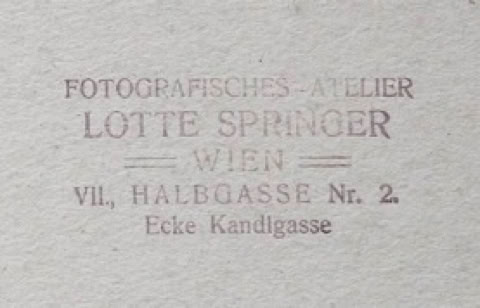 FOTOGRAFISCHES-ATELIER
LOTTE SPRINGER
WIEN
VII., HALBGASSE Nr. 2.
Ecke Kandlgasse